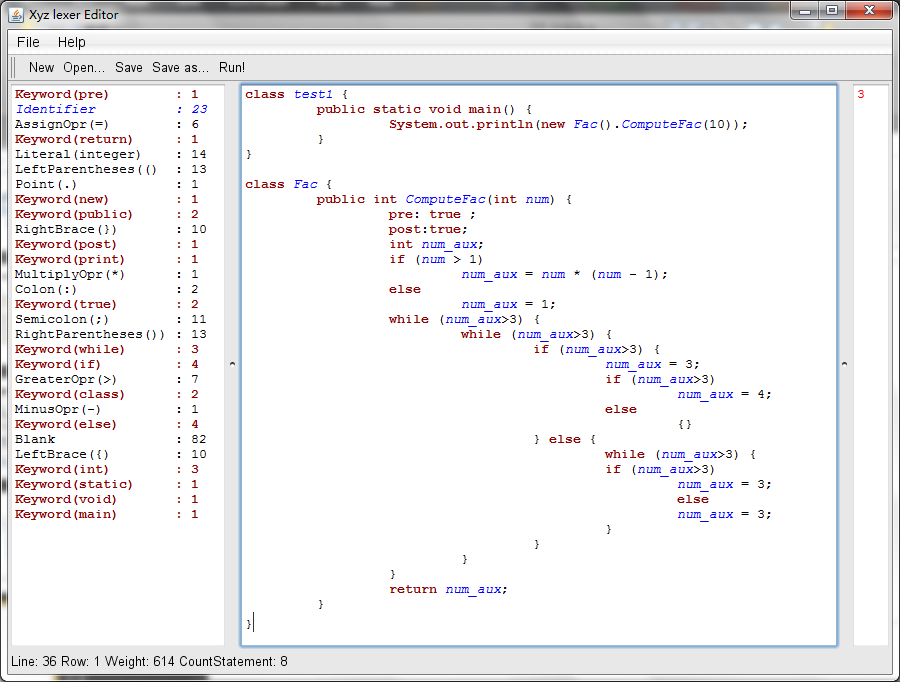 Xyz lexer Editor
File Help
New Open... Save Save as... Run!
Keyword(pre) : 1
Identifier : 23
AssignOpr(=) : 6
Keyword(return) : 1
Literal(integer) : 14
LeftParentheses(() : 13
Point(.) : 1
Keyword(new) : 1
Keyword(public) : 2
RightBrace(}) : 10
Keyword(post) : 1
Keyword(print) : 1
MultiplyOpr(*) : 1
Colon(:) : 2
Keyword(true) : 2
Semicolon(;) : 11
RightParentheses()) : 13
Keyword(while) : 3
Keyword(if) : 4
GreaterOpr(>) : 7
Keyword(class) : 2
MinusOpr(-) : 1
Keyword(else) : 4
Blank : 82
LeftBrace({) : 10
Keyword(int) : 3
Keyword(static) : 1
Keyword(void) : 1
Keyword(main) : 1
class test1 {
public static void main() {
System.out.println(new Fac().ComputeFac(10));
}
}
class Fac {
public int ComputeFac(int num) {
pre: true ;
post:true;
int num_aux;
if (num > 1)
num_aux = num * (num - 1);
else
num_aux = 1;
while (num_aux>3) {
while (num_aux>3) {
if (num_aux>3) {
num_aux = 3;
if (num_aux>3)
num_aux = 4;
else
{}
} else {
while (num_aux>3) {
if (num_aux>3)
num_aux = 3;
else
num_aux = 3;
}
}
}
}
return num_aux;
}
}
3
Line: 36 Row: 1 Weight: 614 CountStatement: 8